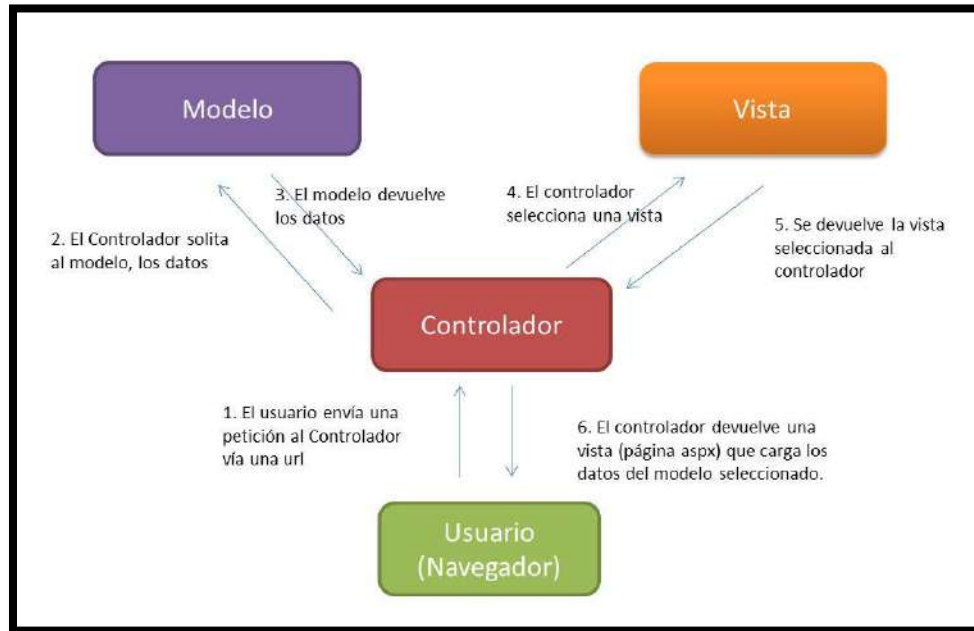 Modelo
Vista
3. El modelo devuelve
los datos
4. El controlador
selecciona una vista
2. El Controlador solita
al modelo, los datos
5. Se devuelve la vista
seleccionada al
controlador
Controlador
1. El usuario envía una
petición al Controlador
vía una url
6. El controlador devuelve una
vista (página aspx) que carga los
datos del modelo seleccionado.
Usuario
(Navegador)